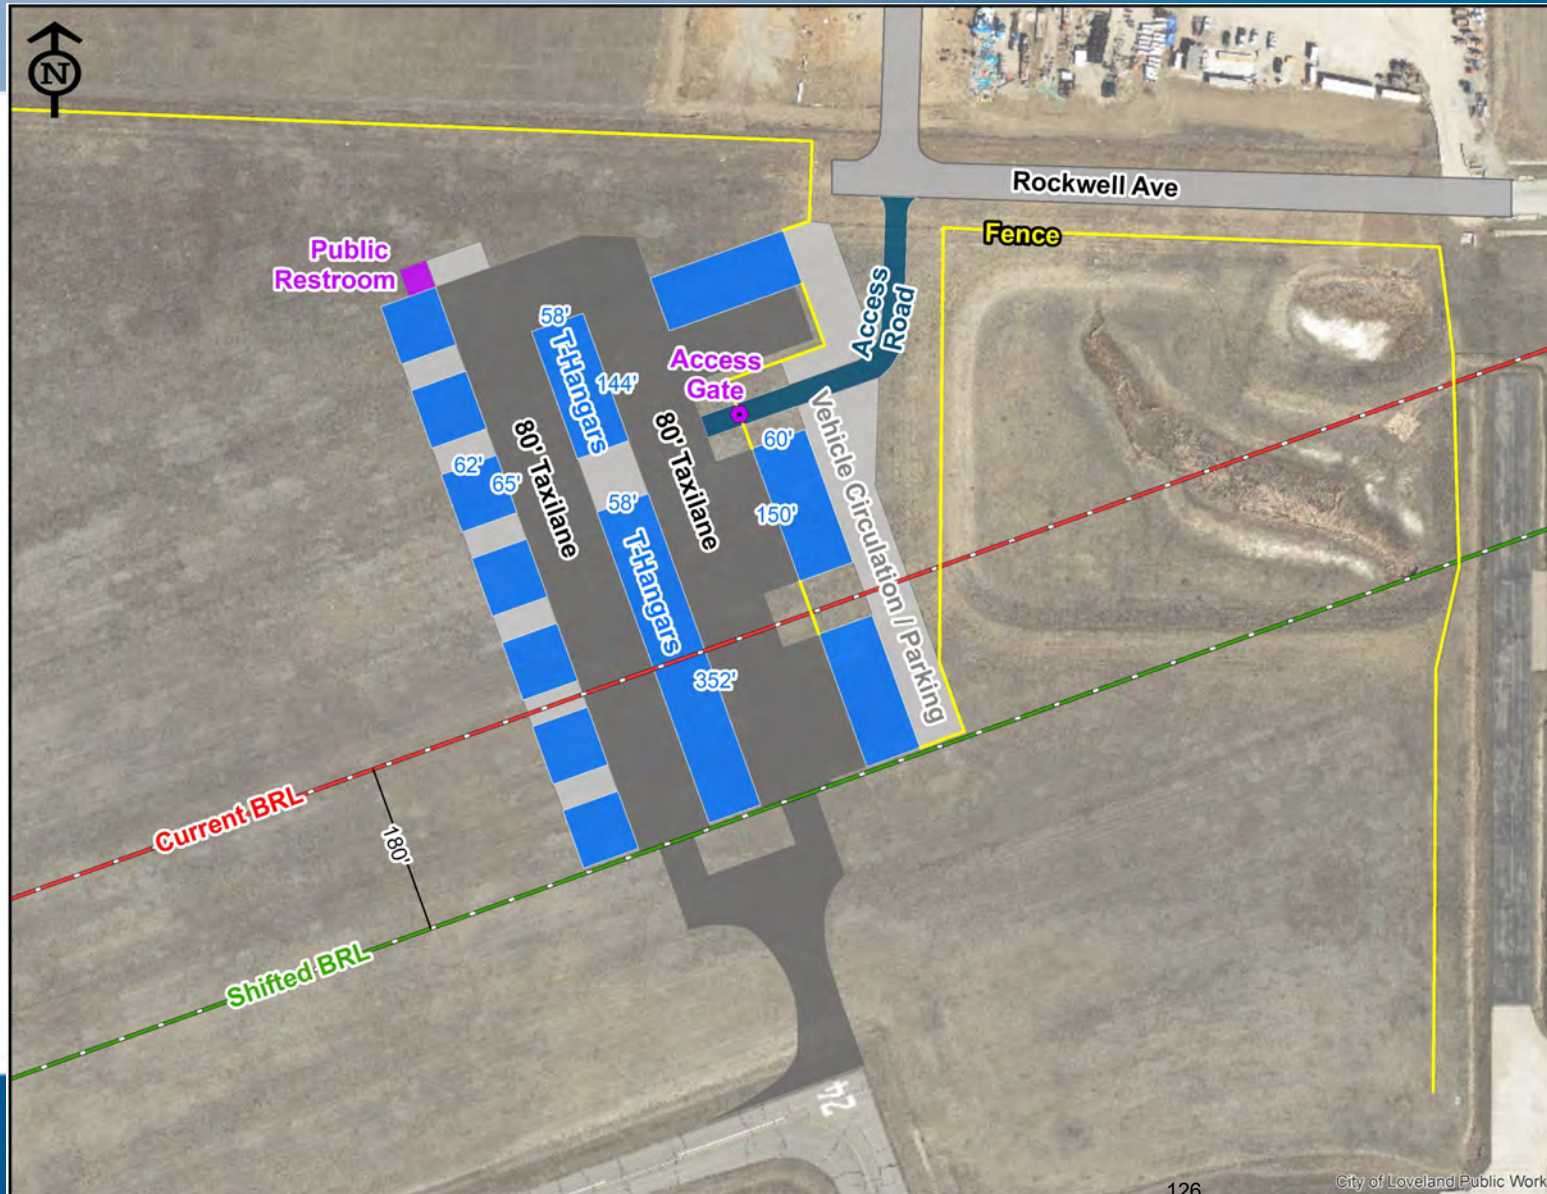 N
Rockwell Ave
Fence
Public
Restroom
Access
Road
58'
T-Hangars
144'
Access
Gate
80' Taxilane
80' Taxilane
Vehicle Circulation / Parking
60'
62'
65'
58'
150'
T-Hangars
352'
Current BRL
180'
Shifted BRL
24
126
City of Loveland Public Work